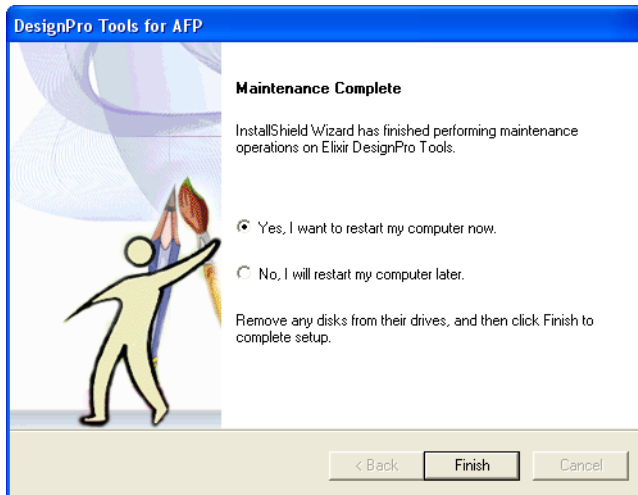 DesignPro Tools for AFP
Maintenance Complete
InstallShield Wizard has finished performing maintenance
operations on Elixir DesignPro Tools.
Yes, I want to restart my computer now.
No, I will restart my computer later.
Remove any disks from their drives, and then click Finish to
complete setup.
< Back Finish Cancel